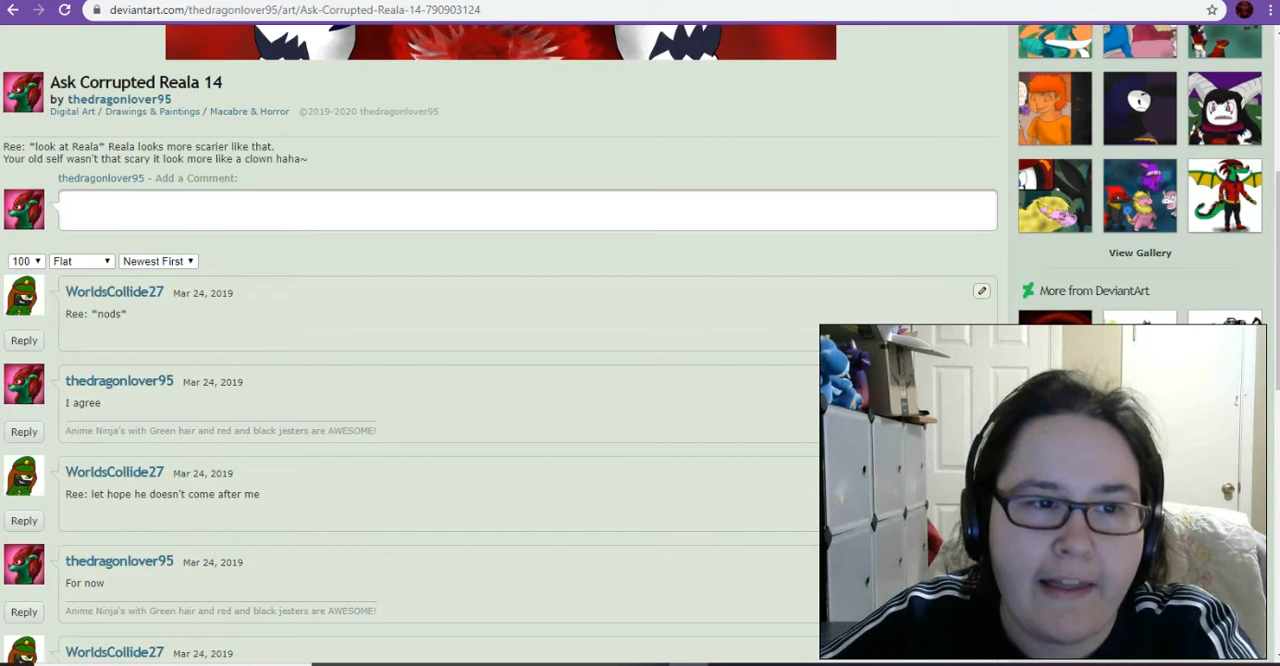 deviantart.com/thedragonlover95/art/Ask-Corrupted-Reala-14-790903124
Ask Corrupted Reala 14
by thedragonlover95
Digital Art / Drawings & Paintings / Macabre & Horror ©2019-2020 thedragonlover95
Ree: *look at Reala* Reala looks more scarier like that.
Your old self wasn't that scary it look more like a clown haha~
thedragonlover95 - Add a Comment:
100 Flat Newest First
WorldsCollide27 Mar 24, 2019
Ree: *nods*
Reply
thedragonlover95 Mar 24, 2019
I agree
Anime Ninja's with Green hair and red and black jesters are AWESOME!
Reply
WorldsCollide27 Mar 24, 2019
Ree: let hope he doesn't come after me
Reply
thedragonlover95 Mar 24, 2019
For now
Anime Ninja's with Green hair and red and black jesters are AWESOME!
Reply
WorldsCollide27 Mar 24, 2019
View Gallery
More from DeviantArt